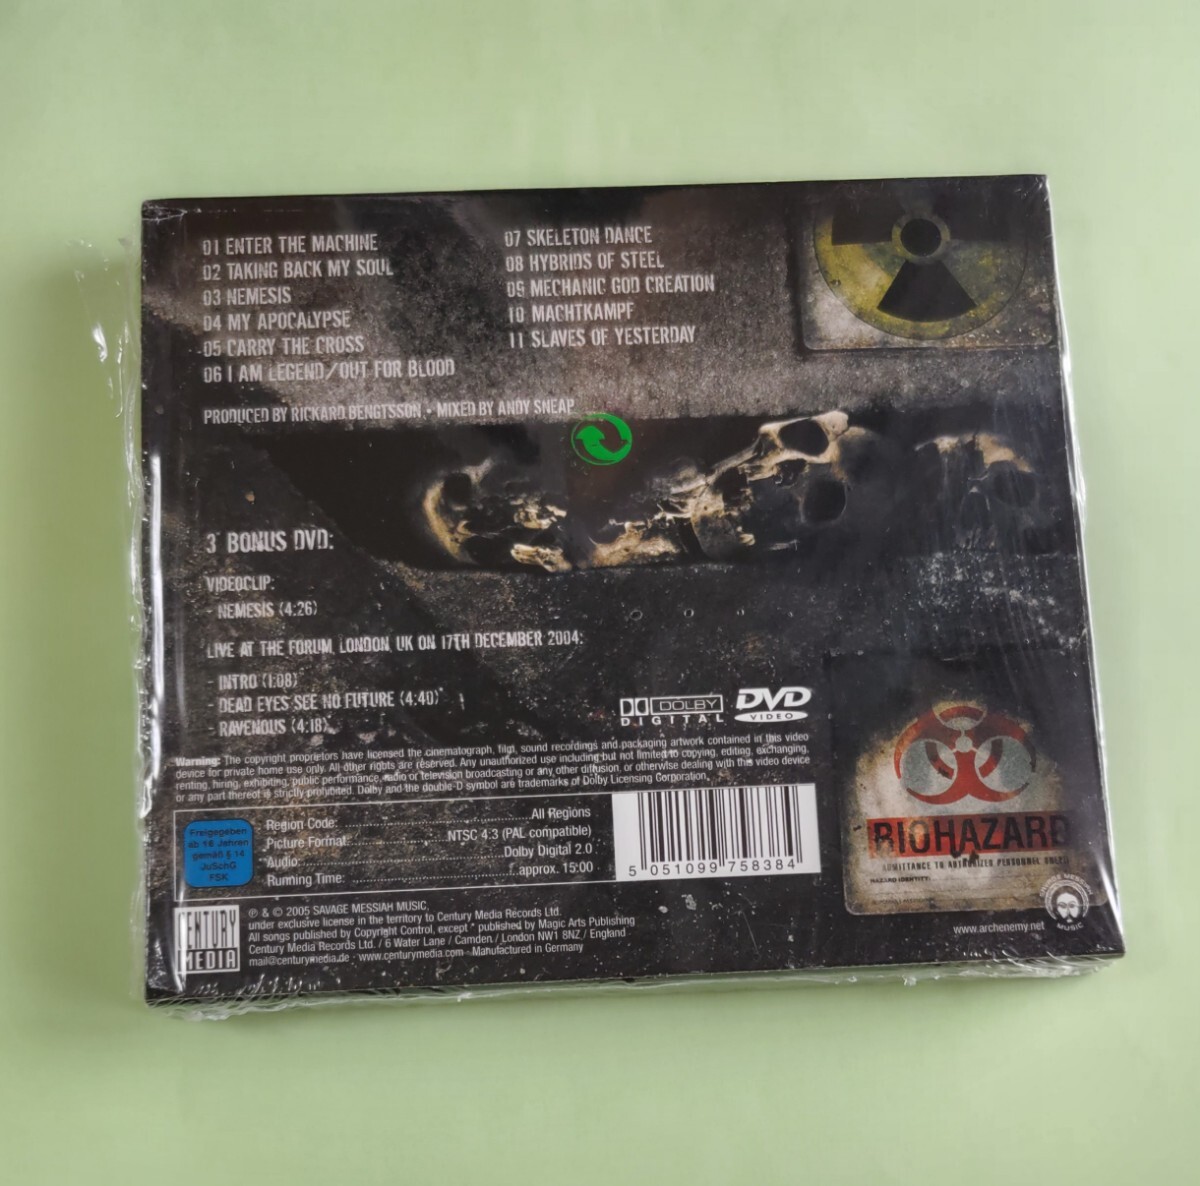 01 ENTER THE MACHINE
02 TAKING BACK MY SOUL
03 NEMESIS
04 MY APOCALYPSE
05 CARRY THE CROSS
06 I AM LEGEND/OUT FOR BLOOD
07 SKELETON DANCE
08 HYBRIDS OF STEEL
09 MECHANIC GOD CREATION
10 MACHTKAMPF
11 SLAVES OF YESTERDAY
PRODUCED BY RICKARD BENGTSSON • MIXED BY ANDY SNEAP
3" BONUS DVD:
VIDEOCLIP:
- NEMESIS (4:26)
LIVE AT THE FORUM, LONDON, UK ON 17TH DECEMBER 2004:
- INTRO (1:08)
- DEAD EYES SEE NO FUTURE (4:40)*
- RAVENOUS (4:18)
DOLBY
DIGITAL
DVD
VIDEO
Warning: The copyright proprietors have licensed the cinematograph, film, sound recordings and packaging artwork contained in this video
device for private home use only. All other rights are reserved. Any unauthorized use including but not limited to copying, editing, exchanging,
renting, hiring, exhibiting, public performance, radio or television broadcasting or any other diffusion, or otherwise dealing with this video device
or any part thereof is strictly prohibited. Dolby and the double-D symbol are trademarks of Dolby Licensing Corporation.
Freigegeben
ab 16 Jahren
gemäß § 14
JuSchG
FSK
Region Code: All Regions
Picture Format: NTSC 4:3 (PAL compatible)
Audio: Dolby Digital 2.0
Running Time: approx. 15:00
5 051099 758384
BIOHAZARD
ADMITTANCE TO AUTHORIZED PERSONNEL ONLY
HAZARD IDENTITY:
SAVAGE MESSIAH
MUSIC
www.archenemy.net
CENTURY
MEDIA
℗ & © 2005 SAVAGE MESSIAH MUSIC,
under exclusive license in the territory to Century Media Records Ltd.
All songs published by Copyright Control, except * published by Magic Arts Publishing
Century Media Records Ltd. / 6 Water Lane / Camden / London NW1 8NZ / England
mail@centurymedia.de · www.centurymedia.com · Manufactured in Germany